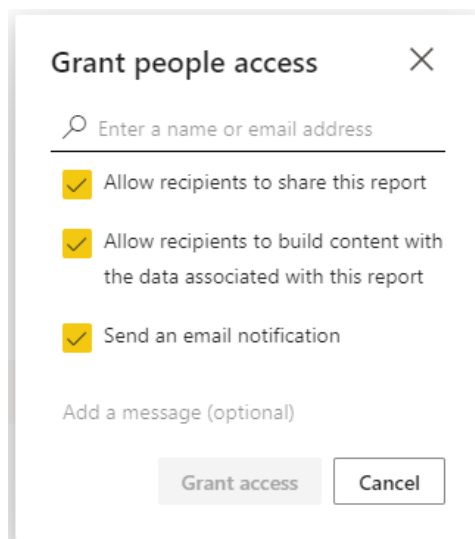 Grant people access
Enter a name or email address
Allow recipients to share this report
Allow recipients to build content with
the data associated with this report
Send an email notification
Add a message (optional)
Grant access
Cancel